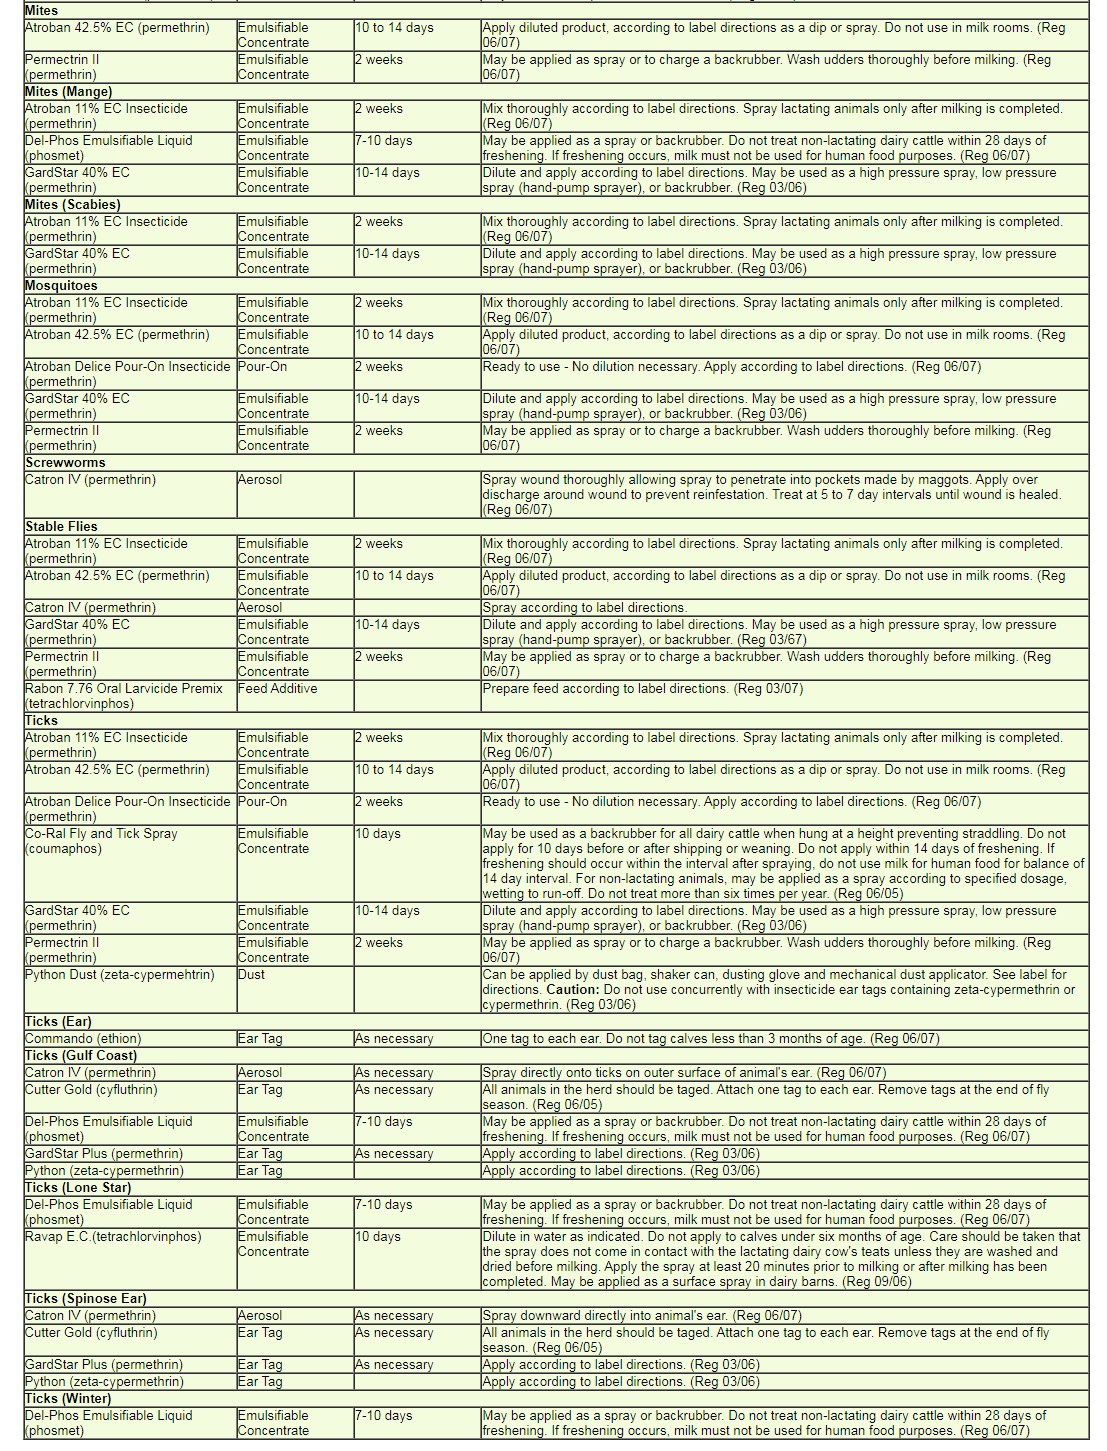 Mites
Atroban 42.5% EC (permethrin) Emulsifiable 10 to 14 days Apply diluted product, according to label directions as a dip or spray. Do not use in milk rooms. (Reg
Concentrate 06/07)
Permectrin II Emulsifiable 2 weeks May be applied as spray or to charge a backrubber. Wash udders thoroughly before milking. (Reg
(permethrin) Concentrate 06/07)
Mites (Mange)
Atroban 11% EC Insecticide Emulsifiable 2 weeks Mix thoroughly according to label directions. Spray lactating animals only after milking is completed.
(permethrin) Concentrate (Reg 06/07)
Del-Phos Emulsifiable Liquid Emulsifiable 7-10 days May be applied as a spray or backrubber. Do not treat non-lactating dairy cattle within 28 days of
(phosmet) Concentrate freshening. If freshening occurs, milk must not be used for human food purposes. (Reg 06/07)
GardStar 40% EC Emulsifiable 10-14 days Dilute and apply according to label directions. May be used as a high pressure spray, low pressure
(permethrin) Concentrate spray (hand-pump sprayer), or backrubber. (Reg 03/06)
Mites (Scabies)
Atroban 11% EC Insecticide Emulsifiable 2 weeks Mix thoroughly according to label directions. Spray lactating animals only after milking is completed.
(permethrin) Concentrate (Reg 06/07)
GardStar 40% EC Emulsifiable 10-14 days Dilute and apply according to label directions. May be used as a high pressure spray, low pressure
(permethrin) Concentrate spray (hand-pump sprayer), or backrubber. (Reg 03/06)
Mosquitoes
Atroban 11% EC Insecticide Emulsifiable 2 weeks Mix thoroughly according to label directions. Spray lactating animals only after milking is completed.
(permethrin) Concentrate (Reg 06/07)
Atroban 42.5% EC (permethrin) Emulsifiable 10 to 14 days Apply diluted product, according to label directions as a dip or spray. Do not use in milk rooms. (Reg
Concentrate 06/07)
Atroban Delice Pour-On Insecticide Pour-On 2 weeks Ready to use - No dilution necessary. Apply according to label directions. (Reg 06/07)
(permethrin)
GardStar 40% EC Emulsifiable 10-14 days Dilute and apply according to label directions. May be used as a high pressure spray, low pressure
(permethrin) Concentrate spray (hand-pump sprayer), or backrubber. (Reg 03/06)
Permectrin II Emulsifiable 2 weeks May be applied as spray or to charge a backrubber. Wash udders thoroughly before milking. (Reg
(permethrin) Concentrate 06/07)
Screwworms
Catron IV (permethrin) Aerosol Spray wound thoroughly allowing spray to penetrate into pockets made by maggots. Apply over
discharge around wound to prevent reinfestation. Treat at 5 to 7 day intervals until wound is healed.
(Reg 06/07)
Stable Flies
Atroban 11% EC Insecticide Emulsifiable 2 weeks Mix thoroughly according to label directions. Spray lactating animals only after milking is completed.
(permethrin) Concentrate (Reg 06/07)
Atroban 42.5% EC (permethrin) Emulsifiable 10 to 14 days Apply diluted product, according to label directions as a dip or spray. Do not use in milk rooms. (Reg
Concentrate 06/07)
Catron IV (permethrin) Aerosol Spray according to label directions.
GardStar 40% EC Emulsifiable 10-14 days Dilute and apply according to label directions. May be used as a high pressure spray, low pressure
(permethrin) Concentrate spray (hand-pump sprayer), or backrubber. (Reg 03/67)
Permectrin II Emulsifiable 2 weeks May be applied as spray or to charge a backrubber. Wash udders thoroughly before milking. (Reg
(permethrin) Concentrate 06/07)
Rabon 7.76 Oral Larvicide Premix Feed Additive Prepare feed according to label directions. (Reg 03/07)
(tetrachlorvinphos)
Ticks
Atroban 11% EC Insecticide Emulsifiable 2 weeks Mix thoroughly according to label directions. Spray lactating animals only after milking is completed.
(permethrin) Concentrate (Reg 06/07)
Atroban 42.5% EC (permethrin) Emulsifiable 10 to 14 days Apply diluted product, according to label directions as a dip or spray. Do not use in milk rooms. (Reg
Concentrate 06/07)
Atroban Delice Pour-On Insecticide Pour-On 2 weeks Ready to use - No dilution necessary. Apply according to label directions. (Reg 06/07)
(permethrin)
Co-Ral Fly and Tick Spray Emulsifiable 10 days May be used as a backrubber for all dairy cattle when hung at a height preventing straddling. Do not
(coumaphos) Concentrate apply for 10 days before or after shipping or weaning. Do not apply within 14 days of freshening. If
freshening should occur within the interval after spraying, do not use milk for human food for balance of
14 day interval. For non-lactating animals, may be applied as a spray according to specified dosage,
wetting to run-off. Do not treat more than six times per year. (Reg 06/05)
GardStar 40% EC Emulsifiable 10-14 days Dilute and apply according to label directions. May be used as a high pressure spray, low pressure
(permethrin) Concentrate spray (hand-pump sprayer), or backrubber. (Reg 03/06)
Permectrin II Emulsifiable 2 weeks May be applied as spray or to charge a backrubber. Wash udders thoroughly before milking. (Reg
(permethrin) Concentrate 06/07)
Python Dust (zeta-cypermehtrin) Dust Can be applied by dust bag, shaker can, dusting glove and mechanical dust applicator. See label for
directions. Caution: Do not use concurrently with insecticide ear tags containing zeta-cypermethrin or
cypermethrin. (Reg 03/06)
Ticks (Ear)
Commando (ethion) Ear Tag As necessary One tag to each ear. Do not tag calves less than 3 months of age. (Reg 06/07)
Ticks (Gulf Coast)
Catron IV (permethrin) Aerosol As necessary Spray directly onto ticks on outer surface of animal's ear. (Reg 06/07)
Cutter Gold (cyfluthrin) Ear Tag As necessary All animals in the herd should be taged. Attach one tag to each ear. Remove tags at the end of fly
season. (Reg 06/05)
Del-Phos Emulsifiable Liquid Emulsifiable 7-10 days May be applied as a spray or backrubber. Do not treat non-lactating dairy cattle within 28 days of
(phosmet) Concentrate freshening. If freshening occurs, milk must not be used for human food purposes. (Reg 06/07)
GardStar Plus (permethrin) Ear Tag As necessary Apply according to label directions. (Reg 03/06)
Python (zeta-cypermethrin) Ear Tag Apply according to label directions. (Reg 03/06)
Ticks (Lone Star)
Del-Phos Emulsifiable Liquid Emulsifiable 7-10 days May be applied as a spray or backrubber. Do not treat non-lactating dairy cattle within 28 days of
(phosmet) Concentrate freshening. If freshening occurs, milk must not be used for human food purposes. (Reg 06/07)
Ravap E.C.(tetrachlorvinphos) Emulsifiable 10 days Dilute in water as indicated. Do not apply to calves under six months of age. Care should be taken that
Concentrate the spray does not come in contact with the lactating dairy cow's teats unless they are washed and
dried before milking. Apply the spray at least 20 minutes prior to milking or after milking has been
completed. May be applied as a surface spray in dairy barns. (Reg 09/06)
Ticks (Spinose Ear)
Catron IV (permethrin) Aerosol As necessary Spray downward directly into animal's ear. (Reg 06/07)
Cutter Gold (cyfluthrin) Ear Tag As necessary All animals in the herd should be taged. Attach one tag to each ear. Remove tags at the end of fly
season. (Reg 06/05)
GardStar Plus (permethrin) Ear Tag As necessary Apply according to label directions. (Reg 03/06)
Python (zeta-cypermethrin) Ear Tag Apply according to label directions. (Reg 03/06)
Ticks (Winter)
Del-Phos Emulsifiable Liquid Emulsifiable 7-10 days May be applied as a spray or backrubber. Do not treat non-lactating dairy cattle within 28 days of
(phosmet) Concentrate freshening. If freshening occurs, milk must not be used for human food purposes. (Reg 06/07)